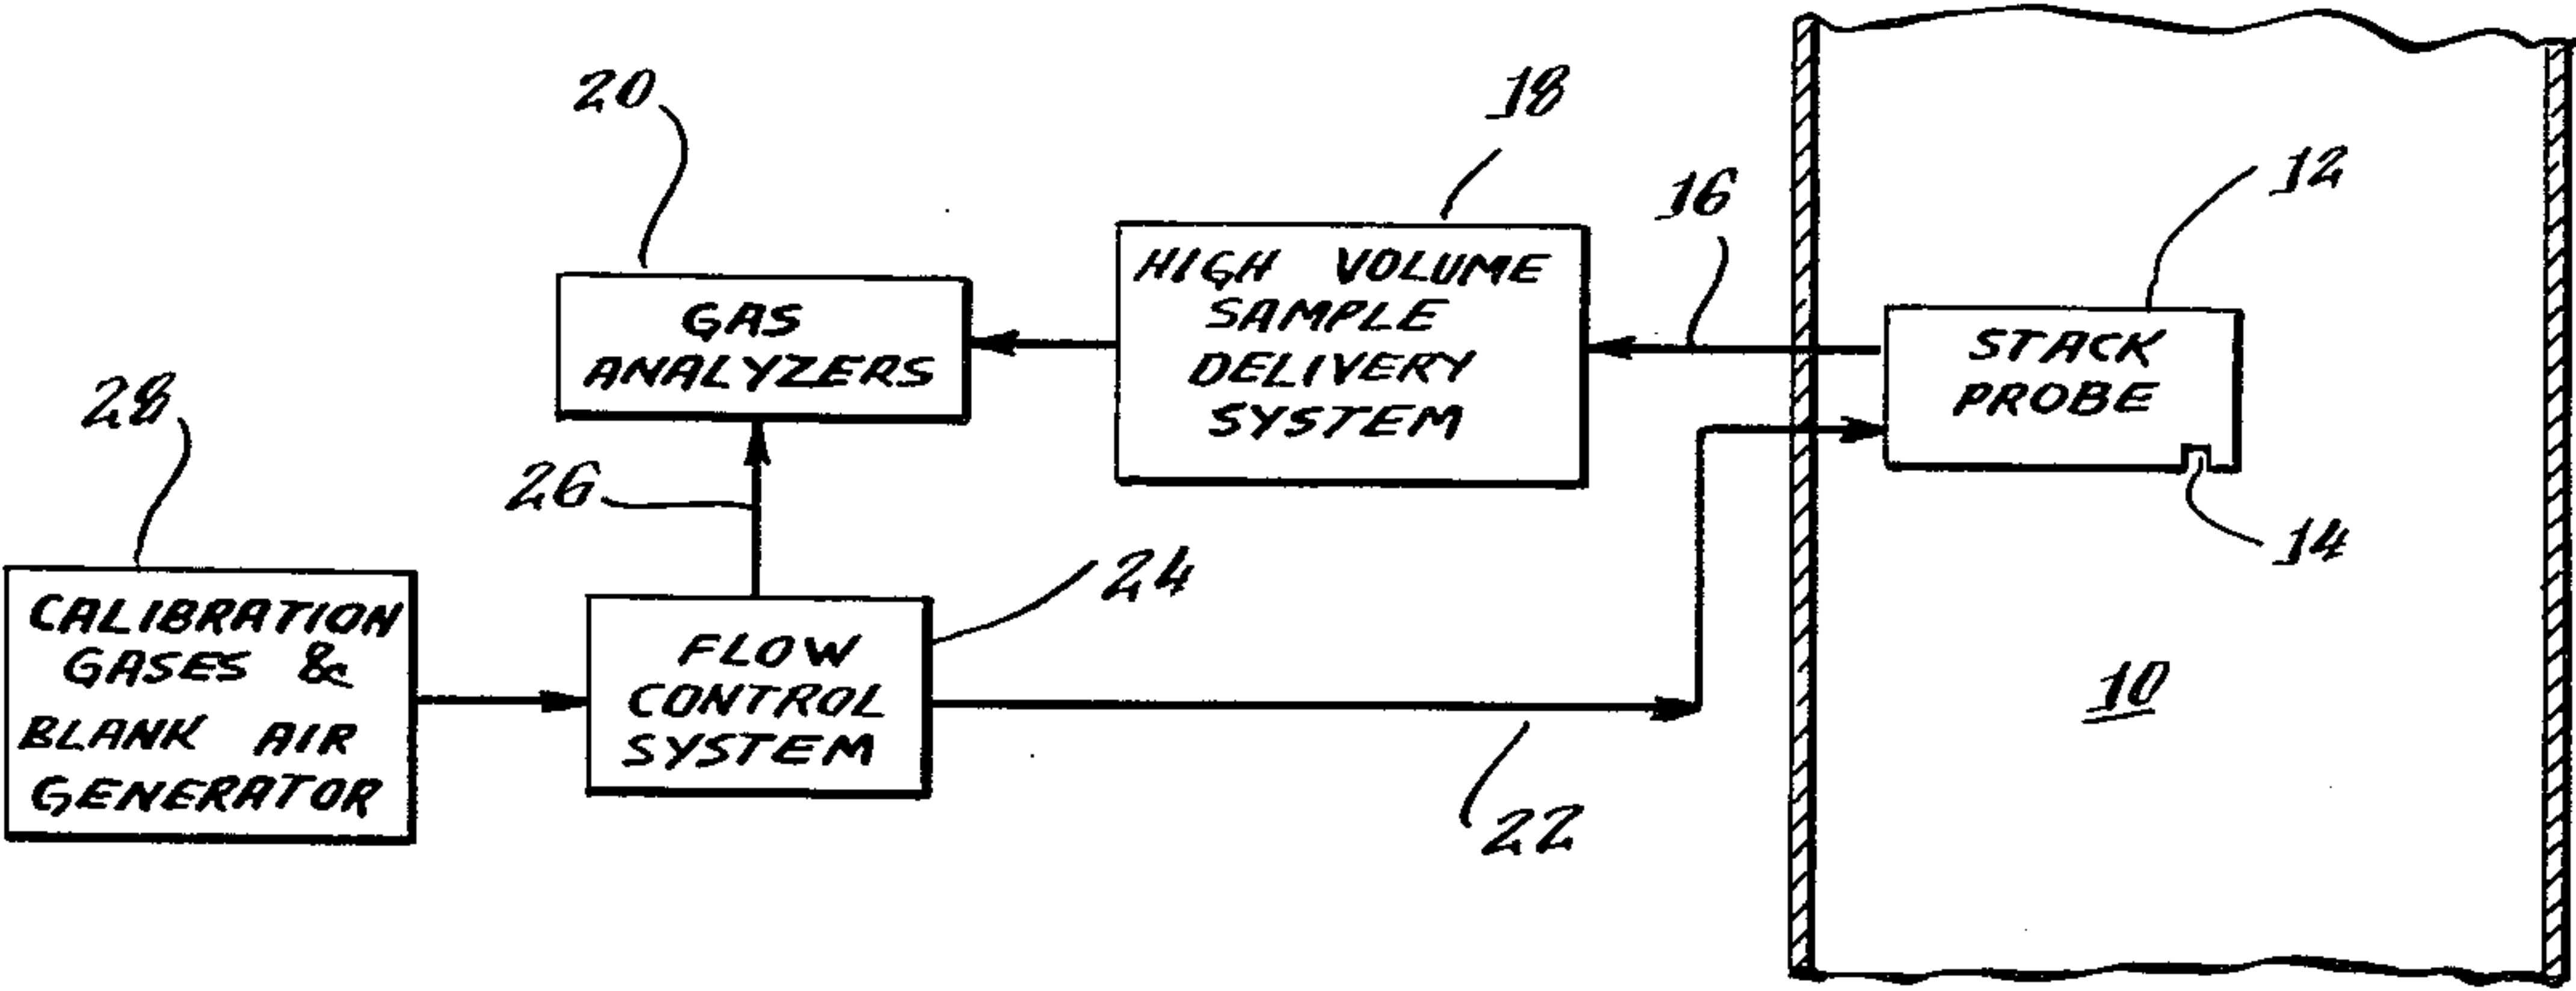 20
18
16
12
HIGH VOLUME
SAMPLE
DELIVERY
SYSTEM
GAS
ANALYZERS
STACK
PROBE
28
26
14
24
CALIBRATION
GASES &
BLANK AIR
GENERATOR
FLOW
CONTROL
SYSTEM
10
22